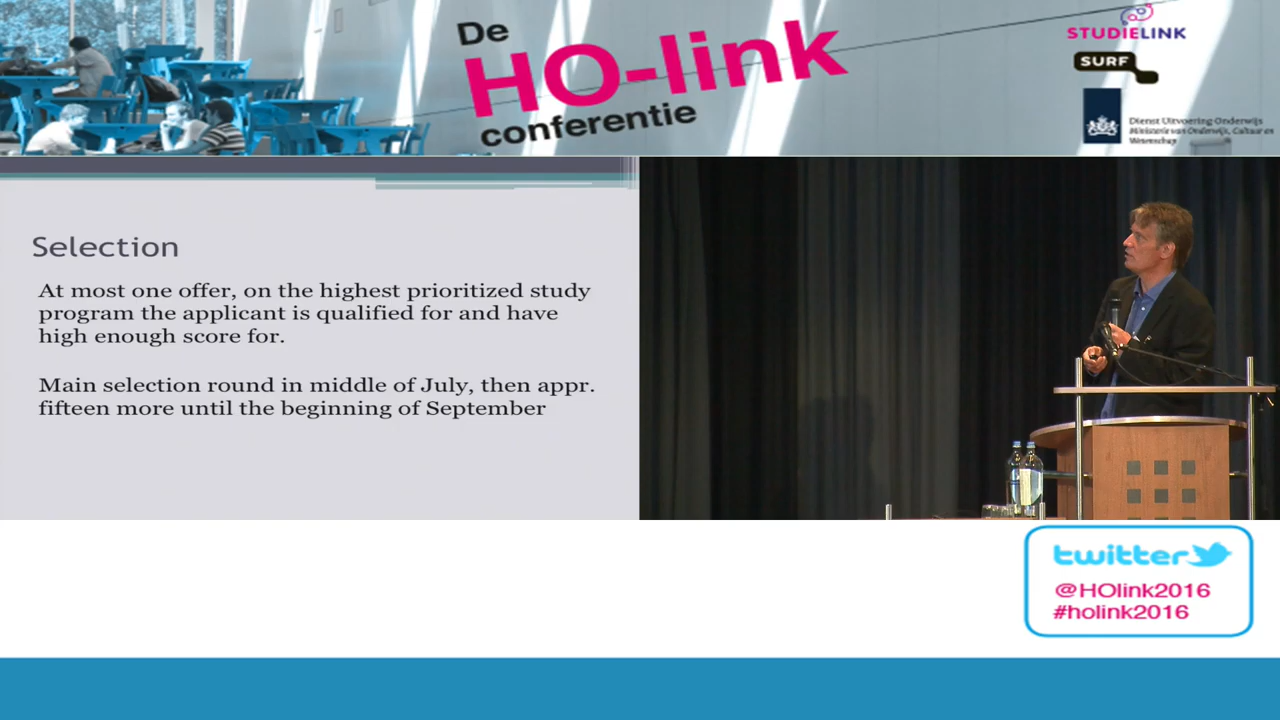 De
HO-link
conferentie
STUDIELINK
SURF
Dienst Uitvoering Onderwijs
Ministerie van Onderwijs, Cultuur en
Wetenschap
Selection
At most one offer, on the highest prioritized study
program the applicant is qualified for and have
high enough score for.
Main selection round in middle of July, then appr.
fifteen more until the beginning of September
twitter
@HOlink2016
#holink2016